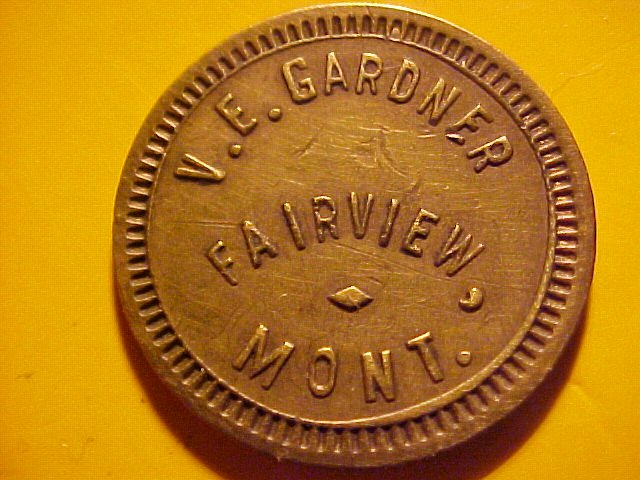 V.E. GARDNER
FAIRVIEW,
MONT.